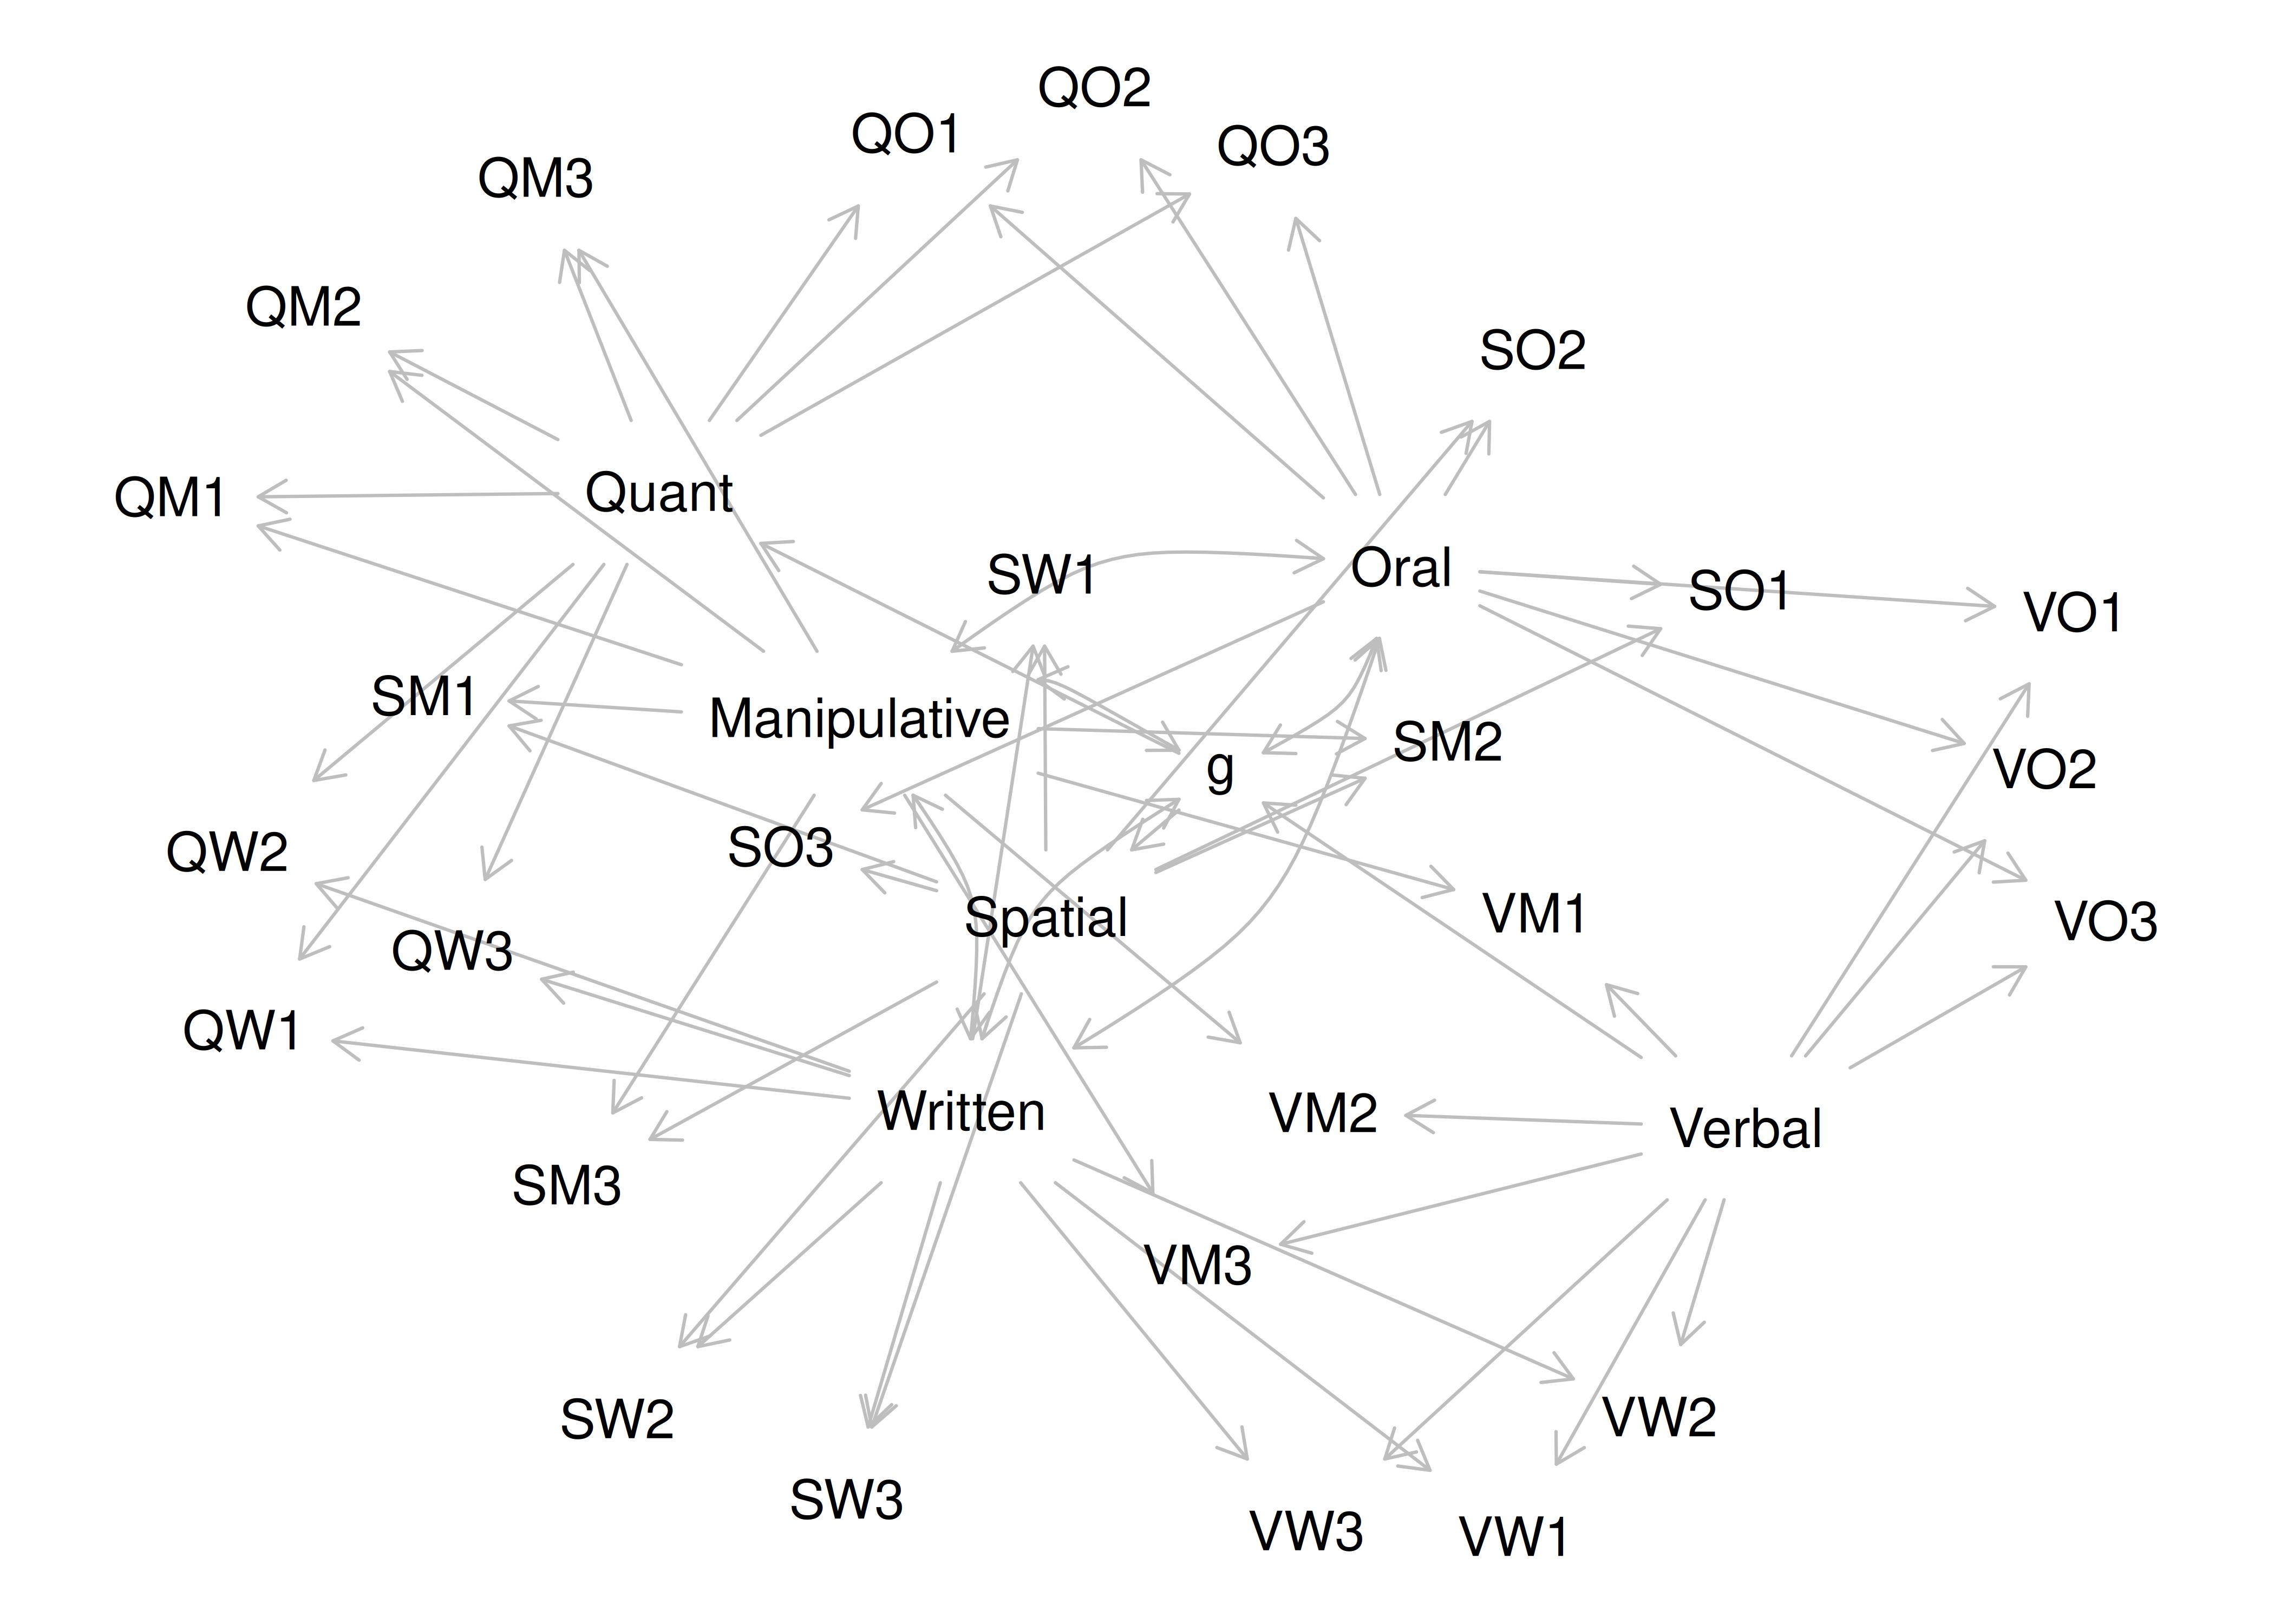 QO2
QO1
QO3
QM3
QM2
SO2
QM1
Quant
SW1
Oral
SO1
VO1
SM1
Manipulative
SM2
g
VO2
SO3
QW2
Spatial
VM1
VO3
QW3
QW1
Written
VM2
Verbal
SM3
VM3
SW2
VW2
SW3
VW3
VW1